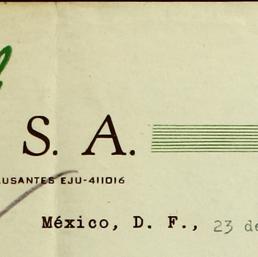 S. A.
USANTES EJU-411016
México, D. F., 23 de